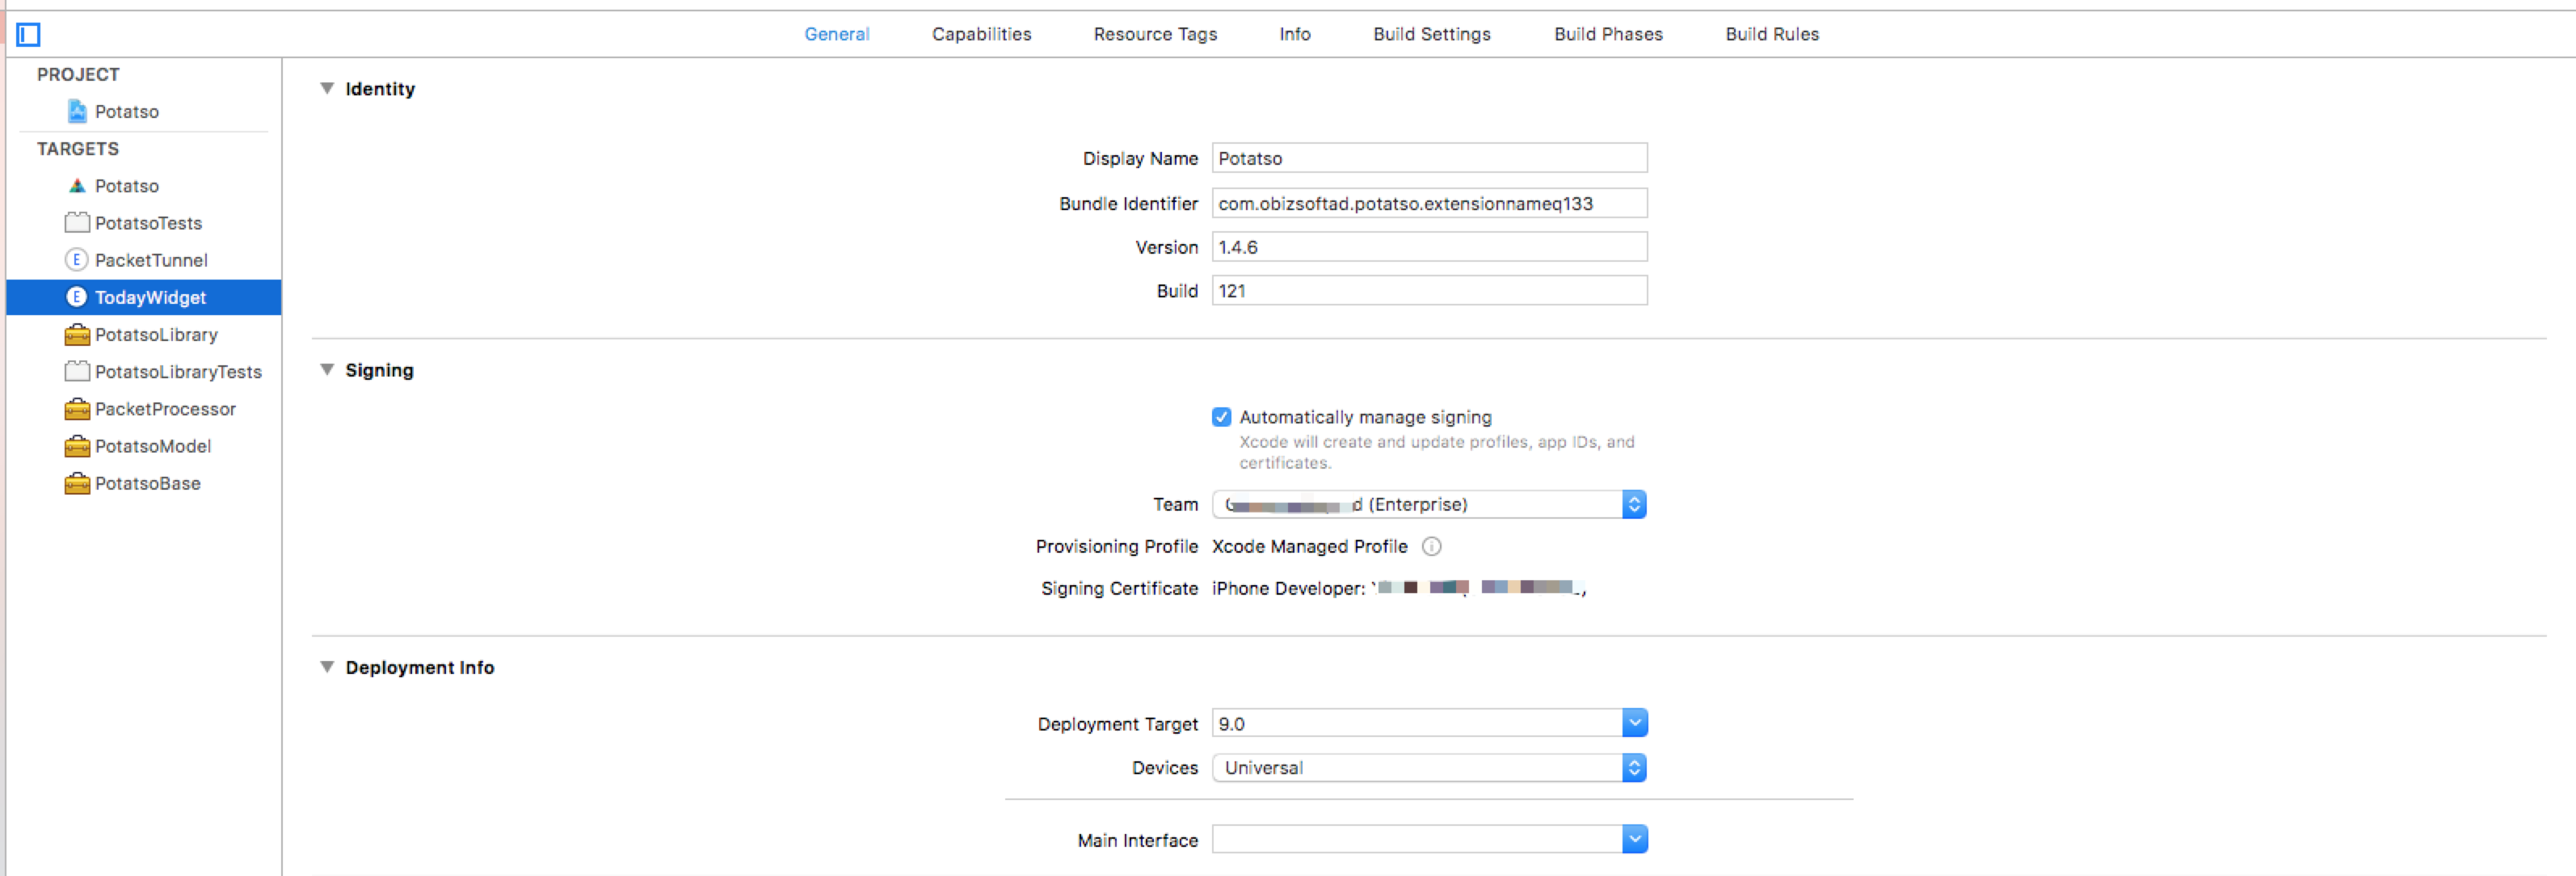 General Capabilities Resource Tags Info Build Settings Build Phases Build Rules
PROJECT
Potatso
TARGETS
Potatso
PotatsoTests
PacketTunnel
TodayWidget
PotatsoLibrary
PotatsoLibraryTests
PacketProcessor
PotatsoModel
PotatsoBase
Identity
Display Name Potatso
Bundle Identifier com.obizsoftad.potatso.extensionnameq133
Version 1.4.6
Build 121
Signing
Automatically manage signing
Xcode will create and update profiles, app IDs, and
certificates.
Team (Enterprise)
Provisioning Profile Xcode Managed Profile
Signing Certificate iPhone Developer:
Deployment Info
Deployment Target 9.0
Devices Universal
Main Interface